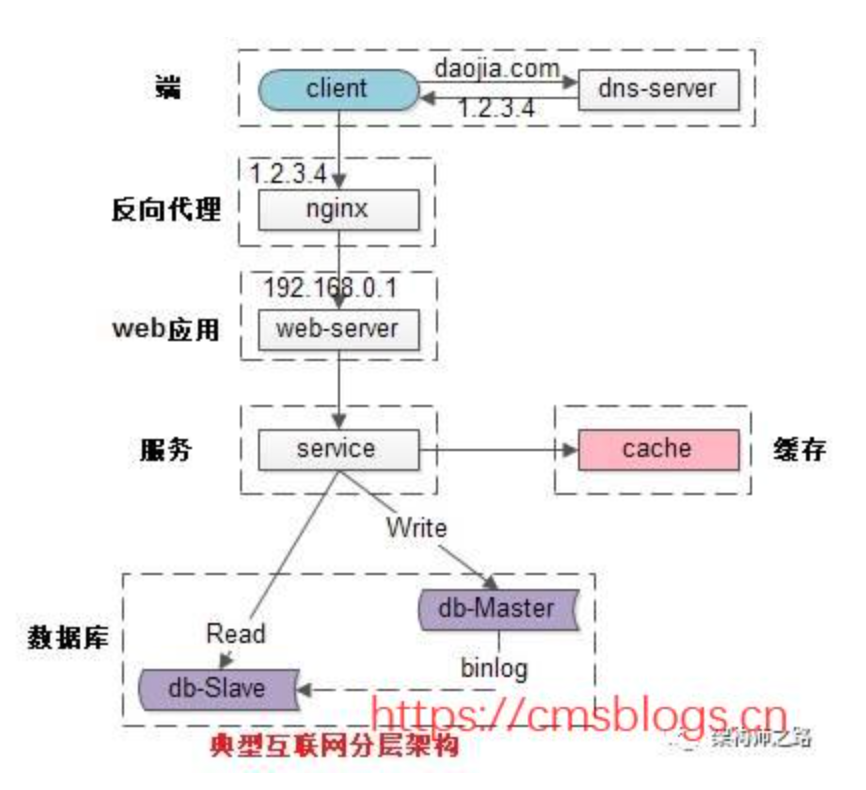 端
client
daojia.com
1.2.3.4
dns-server
1.2.3.4
反向代理
nginx
192.168.0.1
web应用
web-server
服务
service
cache
缓存
Write
db-Master
数据库
Read
binlog
db-Slave
https://cmsblogs.cn
典型互联网分层架构
架构师之路